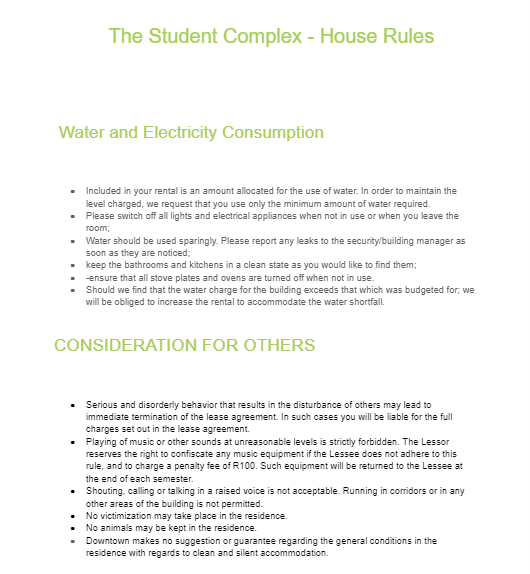 The Student Complex - House Rules
Water and Electricity Consumption
• Included in your rental is an amount allocated for the use of water. In order to maintain the
level charged, we request that you use only the minimum amount of water required.
• Please switch off all lights and electrical appliances when not in use or when you leave the
room;
• Water should be used sparingly. Please report any leaks to the security/building manager as
soon as they are noticed;
• keep the bathrooms and kitchens in a clean state as you would like to find them;
• -ensure that all stove plates and ovens are turned off when not in use.
• Should we find that the water charge for the building exceeds that which was budgeted for; we
will be obliged to increase the rental to accommodate the water shortfall.
CONSIDERATION FOR OTHERS
• Serious and disorderly behavior that results in the disturbance of others may lead to
immediate termination of the lease agreement. In such cases you will be liable for the full
charges set out in the lease agreement.
• Playing of music or other sounds at unreasonable levels is strictly forbidden. The Lessor
reserves the right to confiscate any music equipment if the Lessee does not adhere to this
rule, and to charge a penalty fee of R100. Such equipment will be returned to the Lessee at
the end of each semester.
• Shouting, calling or talking in a raised voice is not acceptable. Running in corridors or in any
other areas of the building is not permitted.
• No victimization may take place in the residence.
• No animals may be kept in the residence.
• Downtown makes no suggestion or guarantee regarding the general conditions in the
residence with regards to clean and silent accommodation.